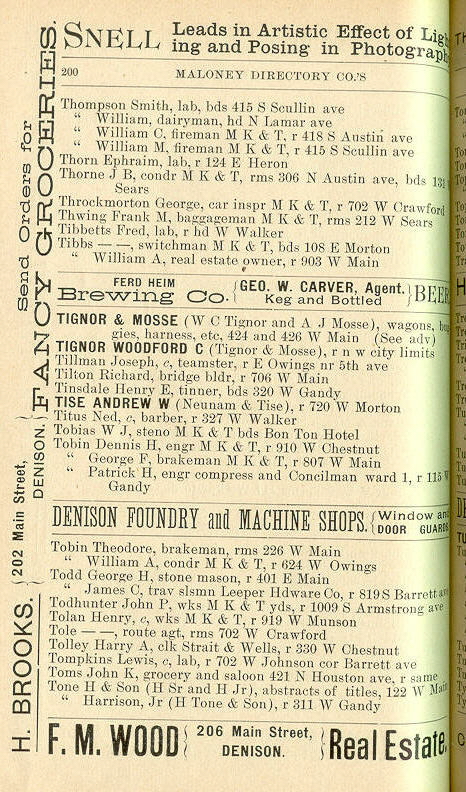 SNELL Leads in Artistic Effect of Ligh
ing and Posing in Photograph
200 MALONEY DIRECTORY CO.'S
Thompson Smith, lab, bds 415 S Scullin ave
“ William, dairyman, hd N Lamar ave
“ William C, fireman M K & T, r 418 S Austin ave
“ William M, fireman M K & T, r 415 S Scullin ave
Thorn Ephraim, lab, r 124 E Heron
Thorne J B, condr M K & T, rms 306 N Austin ave, bds 131
Sears
Throckmorton George, car inspr M K & T, r 702 W Crawford
Thwing Frank M, baggageman M K & T, rms 212 W Sears
Tibbetts Fred, lab, r hd W Walker
Tibbs — —, switchman M K & T, bds 108 E Morton
“ William A, real estate owner, r 903 W Main
FERD HEIM
Brewing Co. { GEO. W. CARVER, Agent.
Keg and Bottled } BEER
TIGNOR & MOSSE (W C Tignor and A J Mosse), wagons, bug
gies, harness, etc, 424 and 426 W Main (See adv)
TIGNOR WOODFORD C (Tignor & Mosse), r n w city limits
Tillman Joseph, c, teamster, r E Owings nr 5th ave
Tilton Richard, bridge bldr, r 706 W Main
Tinsdale Henry E, tinner, bds 320 W Gandy
TISE ANDREW W (Neunam & Tise), r 720 W Morton
Titus Ned, c, barber, r 327 W Walker
Tobias W J, steno M K & T bds Bon Ton Hotel
Tobin Dennis H, engr M K & T, r 910 W Chestnut
“ George F, brakeman M K & T, r 807 W Main
“ Patrick H, engr compress and Concilman ward 1, r 115 W
Gandy
DENISON FOUNDRY and MACHINE SHOPS. { Window and
DOOR GUARDS
Tobin Theodore, brakeman, rms 226 W Main
“ William A, condr M K & T, r 624 W Owings
Todd George H, stone mason, r 401 E Main
“ James C, trav slsmn Leeper Hdware Co, r 819 S Barrett ave
Todhunter John P, wks M K & T yds, r 1009 S Armstrong ave
Tolan Henry, c, wks M K & T, r 919 W Munson
Tole — —, route agt, rms 702 W Crawford
Tolley Harry A, clk Strait & Wells, r 330 W Chestnut
Tompkins Lewis, c, lab, r 702 W Johnson cor Barrett ave
Toms John K, grocery and saloon 421 N Houston ave, r same
Tone H & Son (H Sr and H Jr), abstracts of titles, 122 W Main
“ Harrison, Jr (H Tone & Son), r 311 W Gandy
F. M. WOOD { 206 Main Street,
DENISON. { Real Estate.
H. BROOKS. { 202 Main Street,
DENISON. } Send Orders for
FANCY GROCERIES.